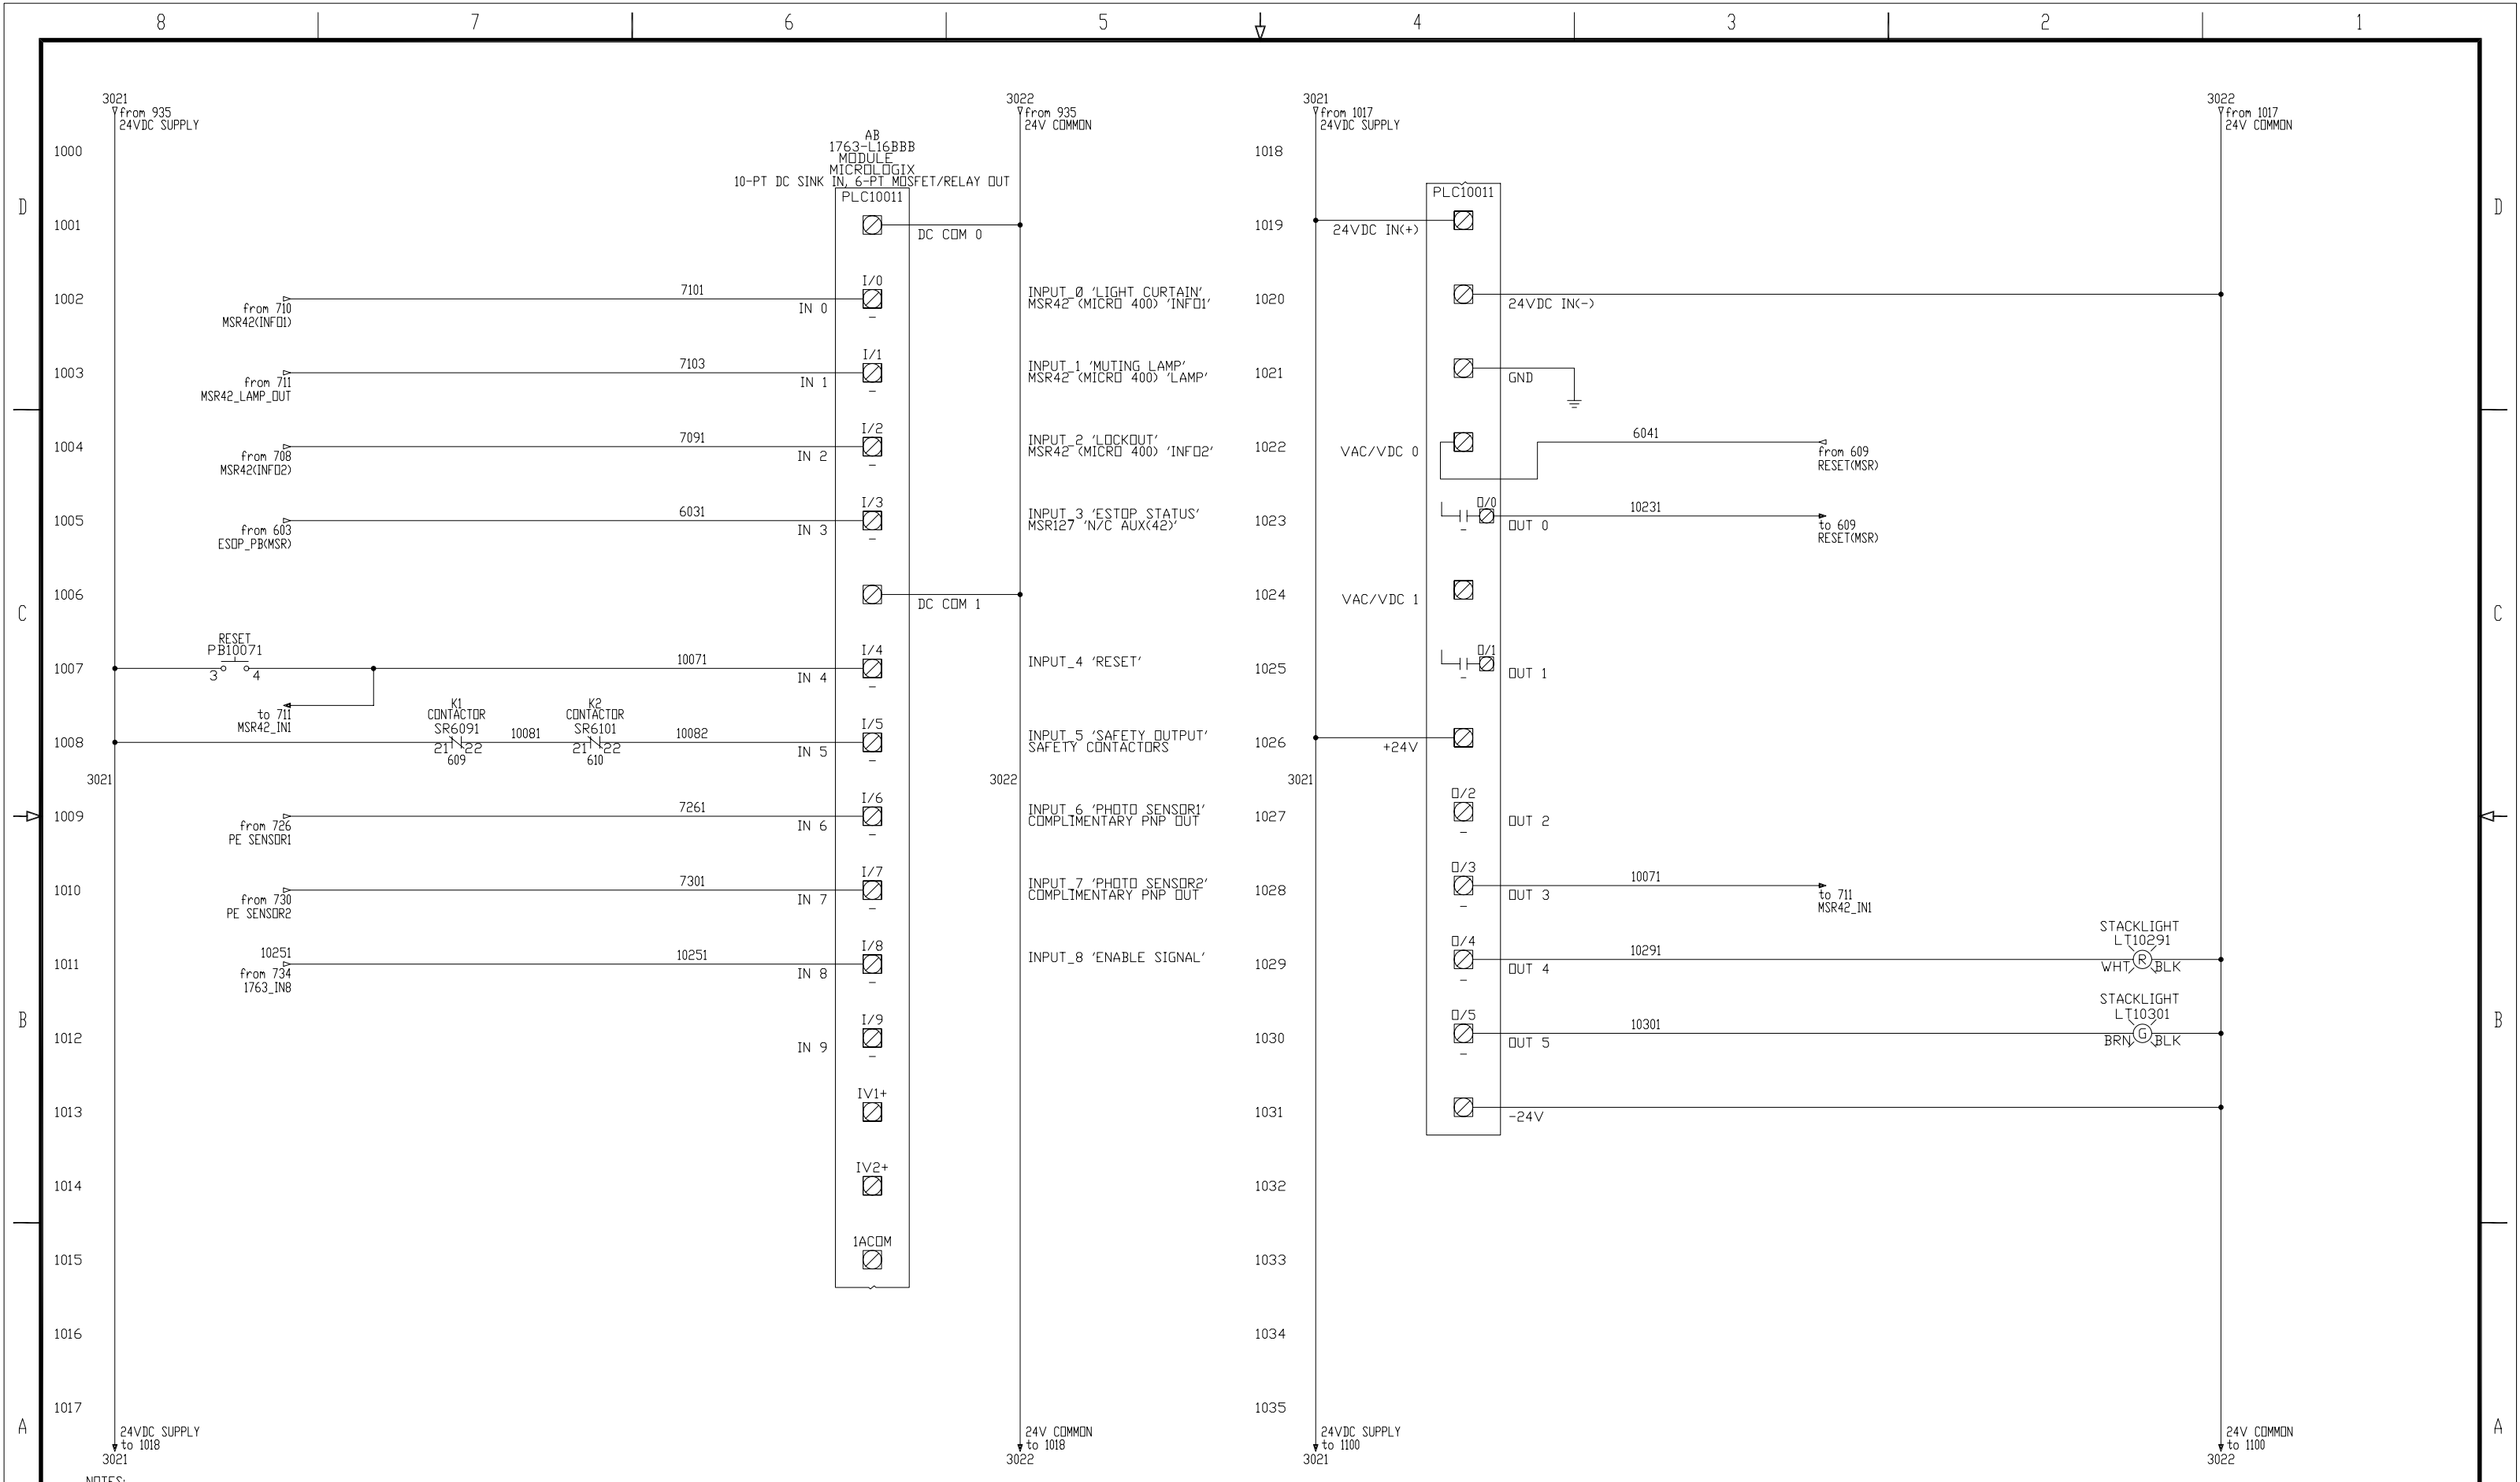 8 7 6 5 4 3 2 1
D
C
B
A
3021
from 935
24VDC SUPPLY
1000
1001
1002
from 710
MSR42(INFO1)
7101
IN 0
1003
from 711
MSR42_LAMP_OUT
7103
IN 1
1004
from 708
MSR42(INFO2)
7091
IN 2
1005
from 603
ESOP_PB(MSR)
6031
IN 3
1006
1007
RESET
PB10071
3 4
10071
IN 4
to 711
MSR42_IN1
1008
K1
CONTACTOR
SR6091
21 22
609
10081
K2
CONTACTOR
SR6101
21 22
610
10082
IN 5
3021
1009
from 726
PE SENSOR1
7261
IN 6
1010
from 730
PE SENSOR2
7301
IN 7
1011
10251
from 734
1763_IN8
10251
IN 8
1012
IN 9
1013
1014
1015
1016
1017
24VDC SUPPLY
to 1018
3021
NOTES:
AB
1763-L16BBB
MODULE
MICROLOGIX
10-PT DC SINK IN, 6-PT MOSFET/RELAY OUT
PLC10011
DC COM 0
I/0
-
I/1
-
I/2
-
I/3
-
DC COM 1
I/4
-
I/5
-
I/6
-
I/7
-
I/8
-
I/9
-
IV1+
IV2+
1ACOM
3022
from 935
24V COMMON
INPUT_0 'LIGHT CURTAIN'
MSR42 (MICRO 400) 'INFO1'
INPUT_1 'MUTING LAMP'
MSR42 (MICRO 400) 'LAMP'
INPUT_2 'LOCKOUT'
MSR42 (MICRO 400) 'INFO2'
INPUT_3 'ESTOP STATUS'
MSR127 'N/C AUX(42)'
INPUT_4 'RESET'
INPUT_5 'SAFETY OUTPUT'
SAFETY CONTACTORS
3022
INPUT_6 'PHOTO SENSOR1'
COMPLIMENTARY PNP OUT
INPUT_7 'PHOTO SENSOR2'
COMPLIMENTARY PNP OUT
INPUT_8 'ENABLE SIGNAL'
24V COMMON
to 1018
3022
3021
from 1017
24VDC SUPPLY
1018
PLC10011
1019
24VDC IN(+)
1020
24VDC IN(-)
1021
GND
1022
VAC/VDC 0
6041
from 609
RESET(MSR)
1023
O/0
-
OUT 0
10231
to 609
RESET(MSR)
1024
VAC/VDC 1
1025
O/1
-
OUT 1
1026
+24V
3021
1027
O/2
-
OUT 2
1028
O/3
-
OUT 3
10071
to 711
MSR42_IN1
1029
O/4
-
OUT 4
10291
STACKLIGHT
LT10291
WHT R BLK
1030
O/5
-
OUT 5
10301
STACKLIGHT
LT10301
BRN G BLK
1031
-24V
1032
1033
1034
1035
24VDC SUPPLY
to 1100
3021
3022
from 1017
24V COMMON
24V COMMON
to 1100
3022
D
C
B
A